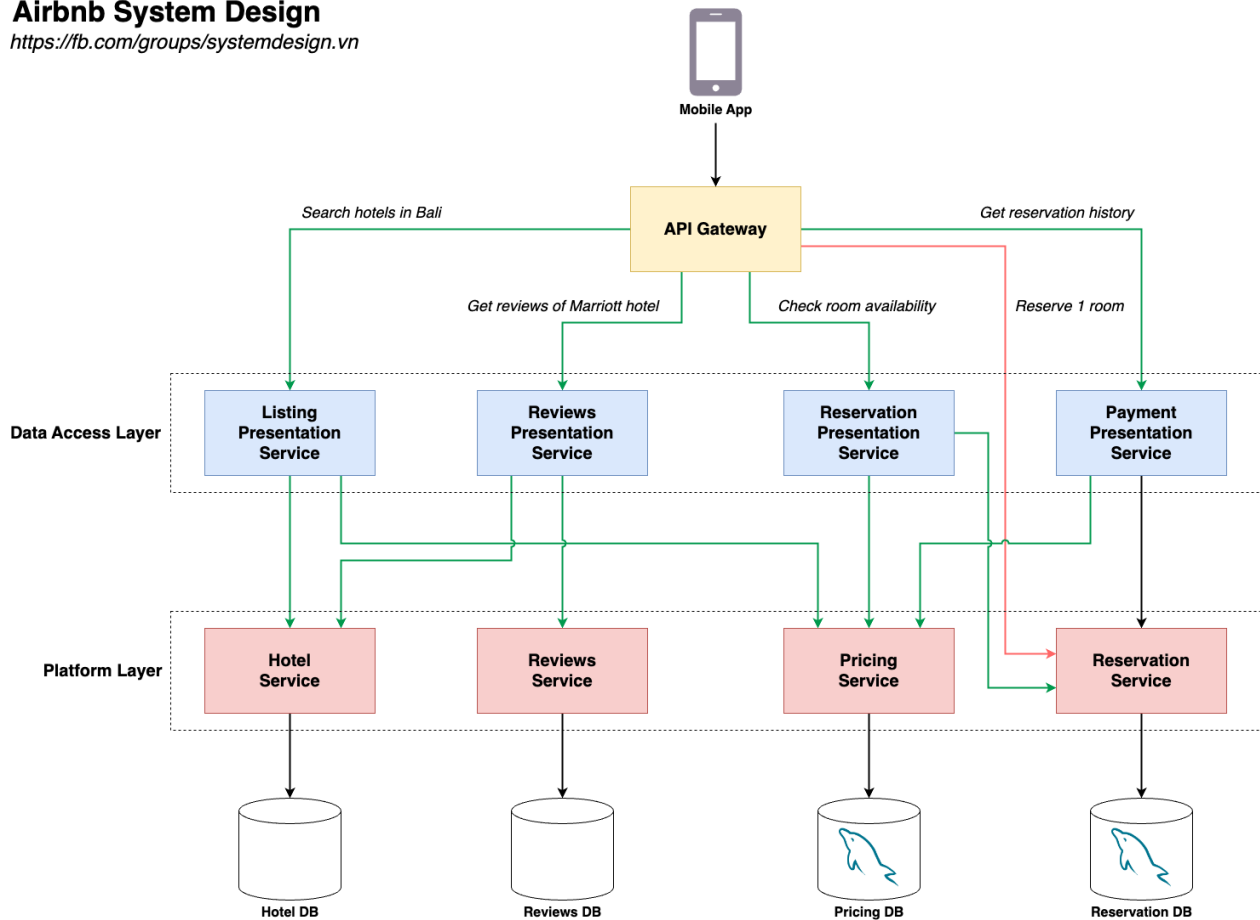 Airbnb System Design
https://fb.com/groups/systemdesign.vn
Mobile App
API Gateway
Search hotels in Bali
Get reservation history
Get reviews of Marriott hotel
Check room availability
Reserve 1 room
Data Access Layer
Listing
Presentation
Service
Reviews
Presentation
Service
Reservation
Presentation
Service
Payment
Presentation
Service
Platform Layer
Hotel
Service
Reviews
Service
Pricing
Service
Reservation
Service
Hotel DB
Reviews DB
Pricing DB
Reservation DB